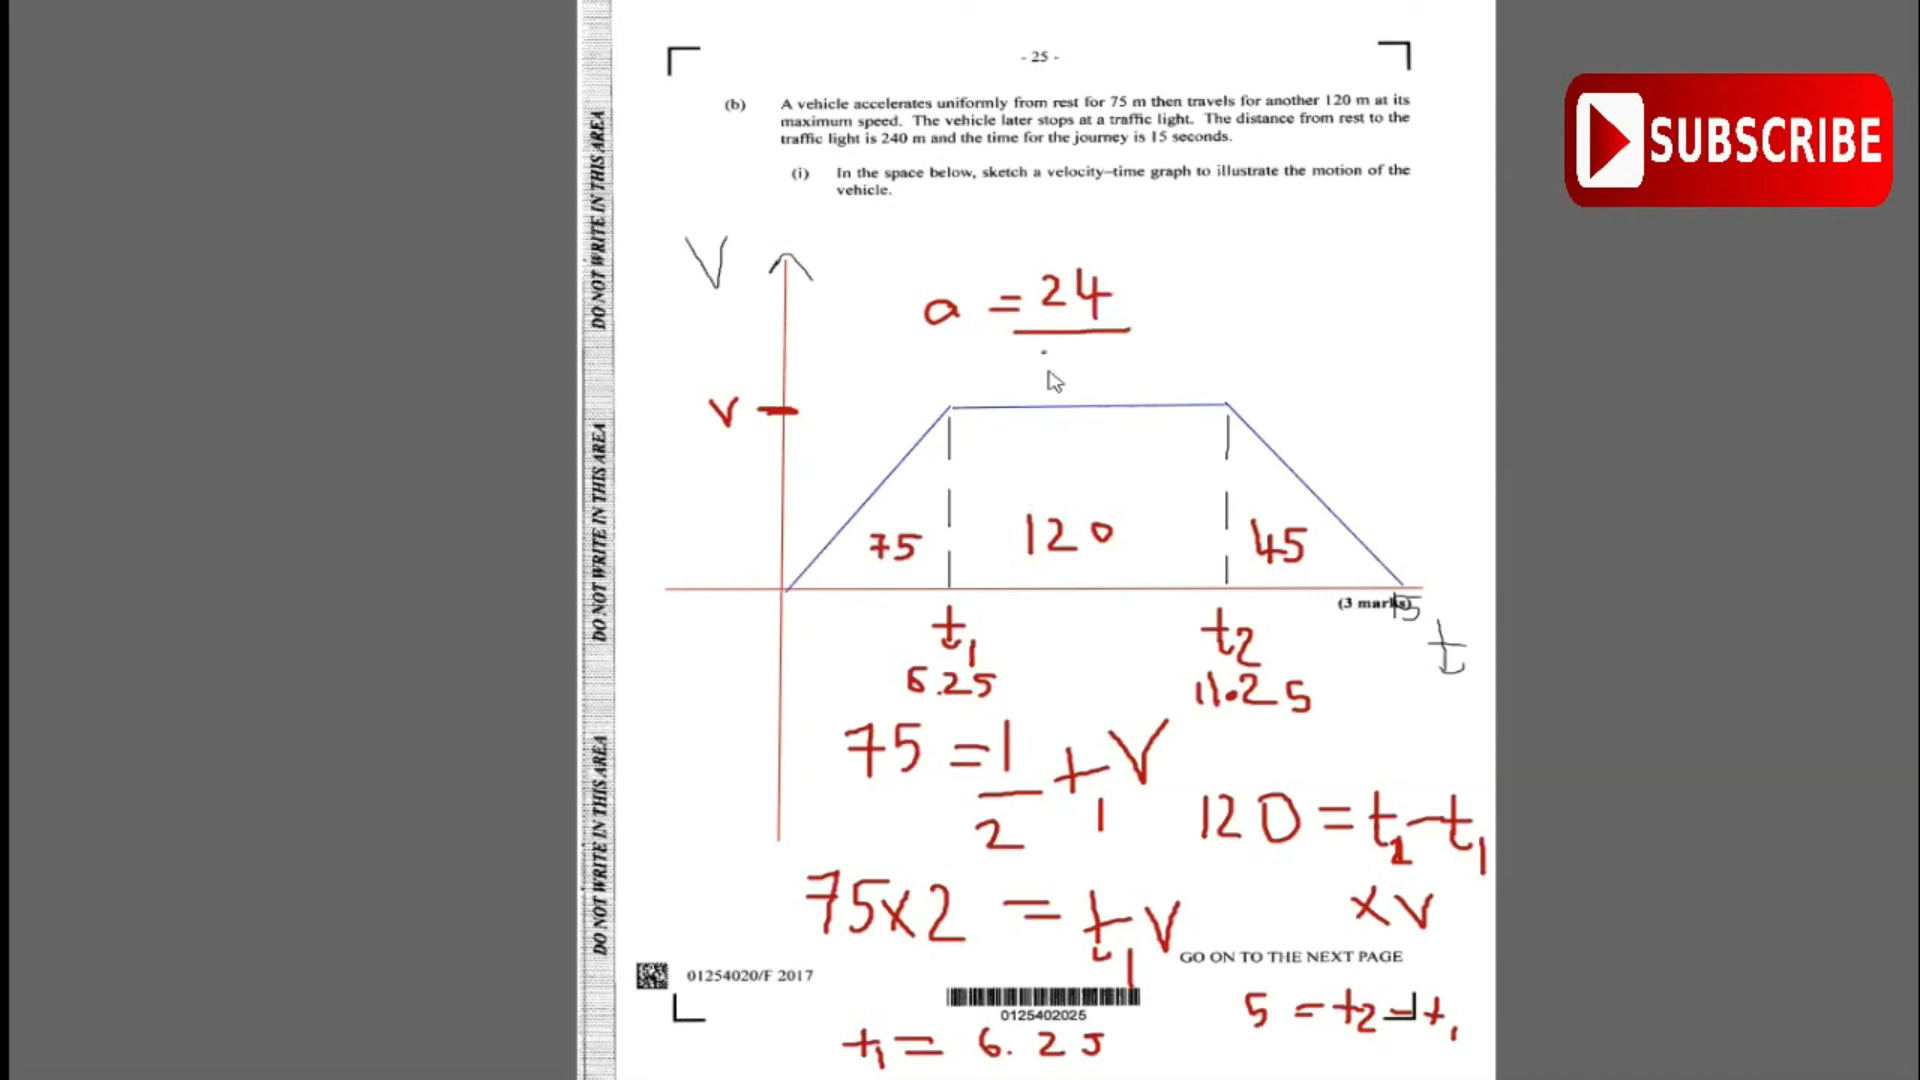 - 25 -
SUBSCRIBE
(b) A vehicle accelerates uniformly from rest for 75 m then travels for another 120 m at its
maximum speed. The vehicle later stops at a traffic light. The distance from rest to the
traffic light is 240 m and the time for the journey is 15 seconds.
(i) In the space below, sketch a velocity–time graph to illustrate the motion of the
vehicle.
DO NOT WRITE IN THIS AREA
DO NOT WRITE IN THIS AREA
DO NOT WRITE IN THIS AREA
V
a = 24
v
75 120 45
(3 marks)
15
t
t1 t2
6.25 11.25
75 = 1/2 t1 V
120 = t2 - t1
x v
75x2 = t1 v
GO ON TO THE NEXT PAGE
01254020/F 2017
0125402025
5 = t2 - t1
t1 = 6.25